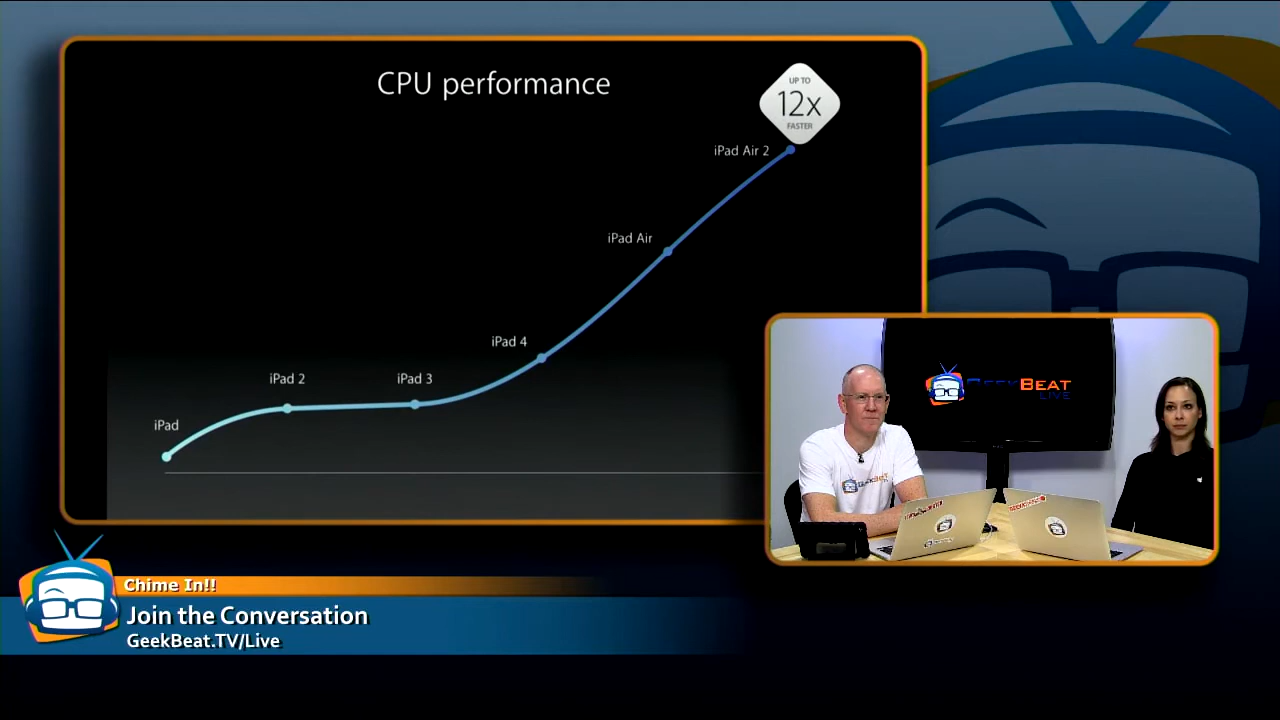 CPU performance
UP TO
12x
FASTER
iPad Air 2
iPad Air
iPad 4
iPad 3
iPad 2
iPad
GEEKBEAT
LIVE
GEEKBEAT
Chime In!!
Join the Conversation
GeekBeat.TV/Live